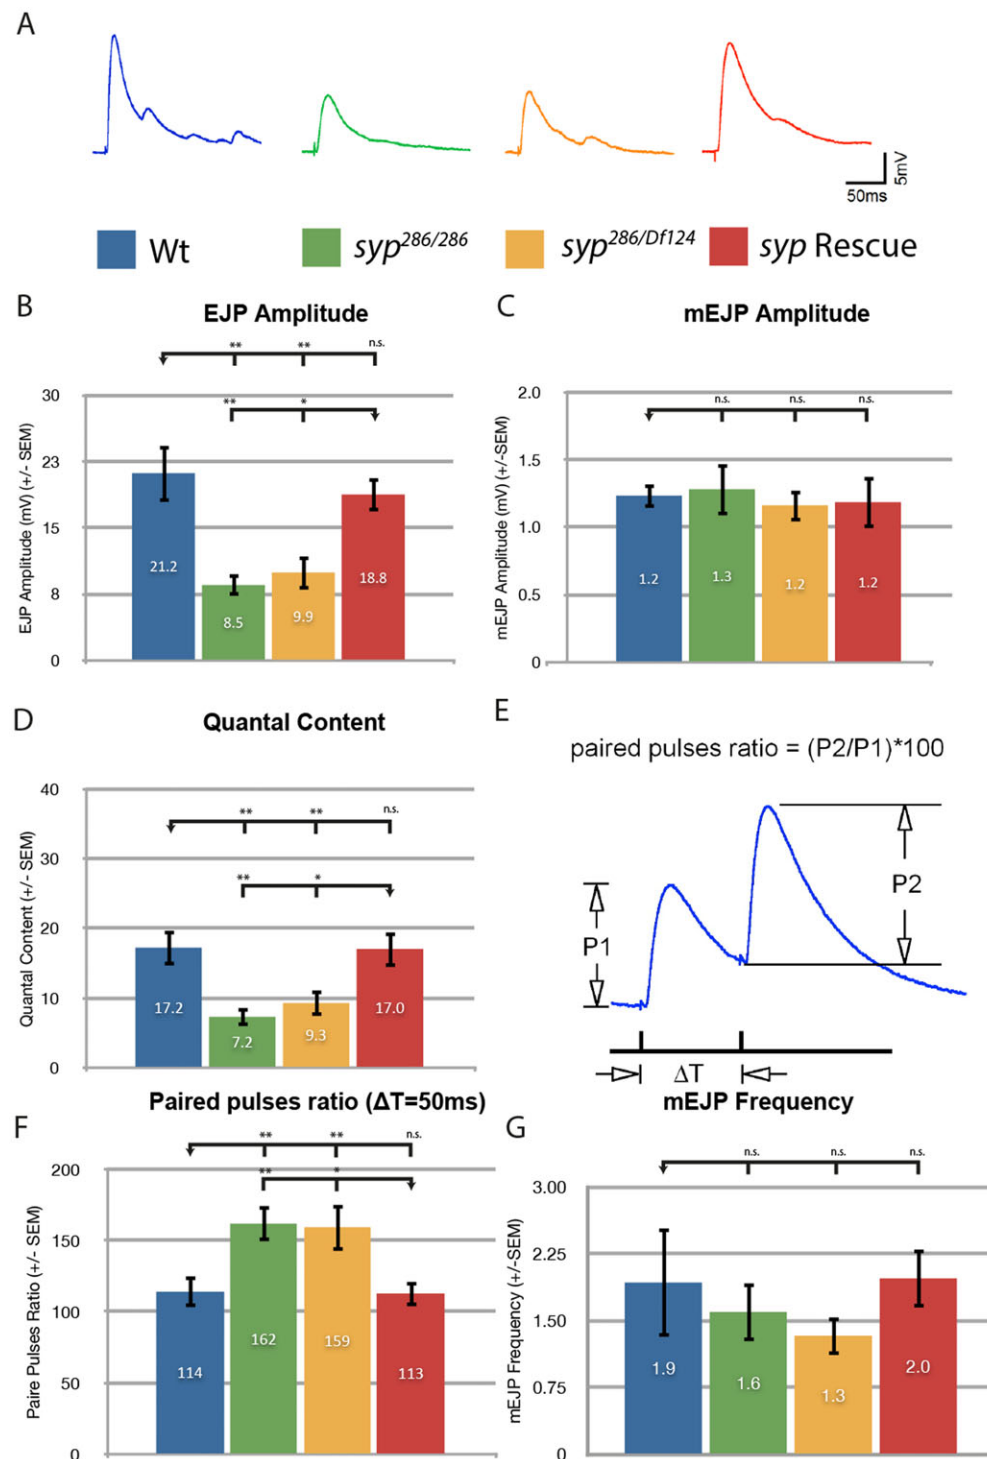 A
5mV
50ms
Wt
syp286/286
syp286/Df124
syp Rescue
B
EJP Amplitude
** ** n.s.
** *
EJP Amplitude (mV) (+/- SEM)
30
23
15
8
0
21.2
8.5
9.9
18.8
C
mEJP Amplitude
n.s. n.s. n.s.
mEJP Amplitude (mV) (+/-SEM)
2.0
1.5
1.0
0.5
0
1.2
1.3
1.2
1.2
D
Quantal Content
** ** n.s.
** *
Quantal Content (+/- SEM)
40
30
20
10
0
17.2
7.2
9.3
17.0
E
paired pulses ratio = (P2/P1)*100
P1
P2
ΔT
F
Paired pulses ratio (ΔT=50ms)
** ** n.s.
** *
Paire Pulses Ratio (+/- SEM)
200
150
100
50
0
114
162
159
113
G
mEJP Frequency
n.s. n.s. n.s.
mEJP Frequency (+/-SEM)
3.00
2.25
1.50
0.75
0
1.9
1.6
1.3
2.0